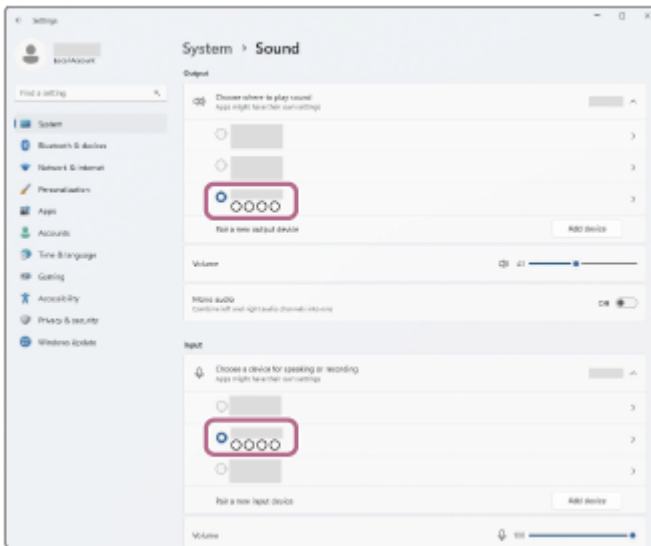 Settings
Local Account
Find a setting
System
Bluetooth & devices
Network & internet
Personalization
Apps
Accounts
Time & language
Gaming
Accessibility
Privacy & security
Windows Update
System › Sound
Output
Choose where to play sound
Apps might have their own settings
○○○○
Pair a new output device
Add device
Volume
Mono audio
Combine left and right audio channels into one
Off
Input
Choose a device for speaking or recording
Apps might have their own settings
○○○○
Pair a new input device
Add device
Volume
100